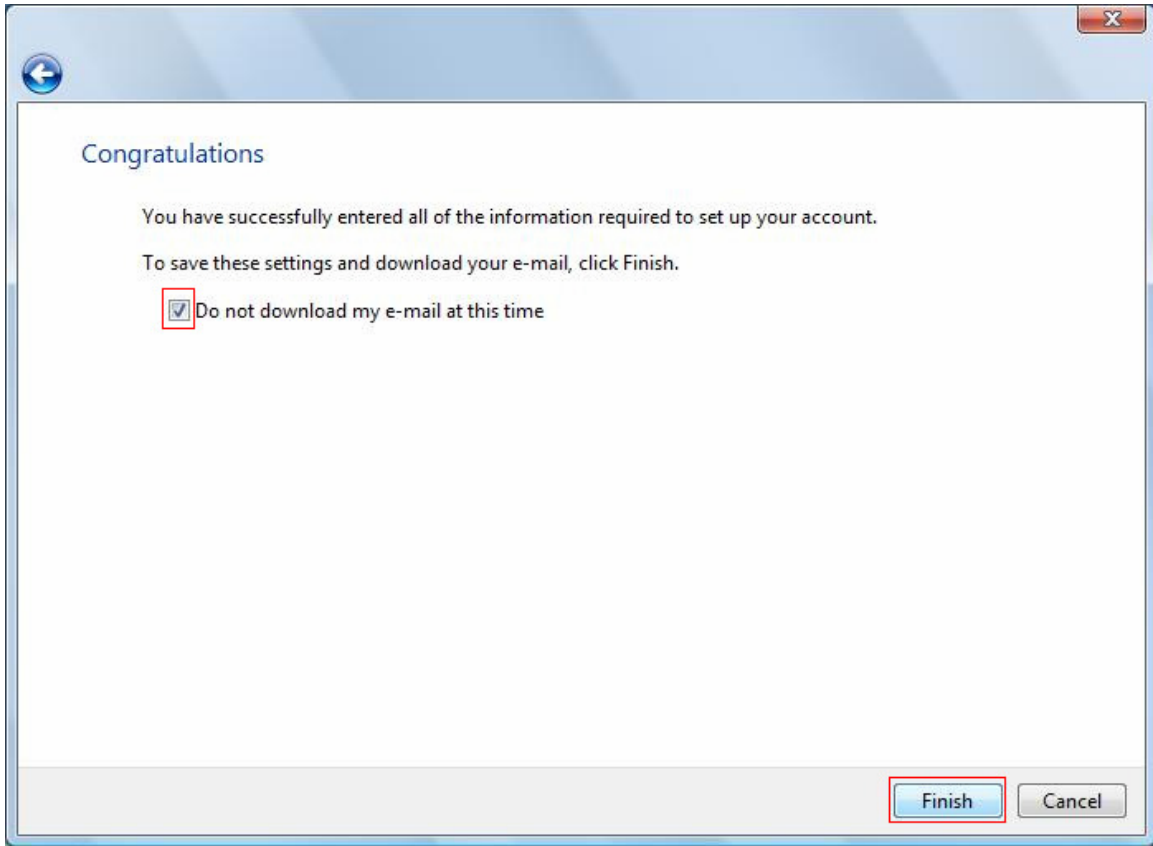 Congratulations
You have successfully entered all of the information required to set up your account.
To save these settings and download your e-mail, click Finish.
Do not download my e-mail at this time
Finish
Cancel